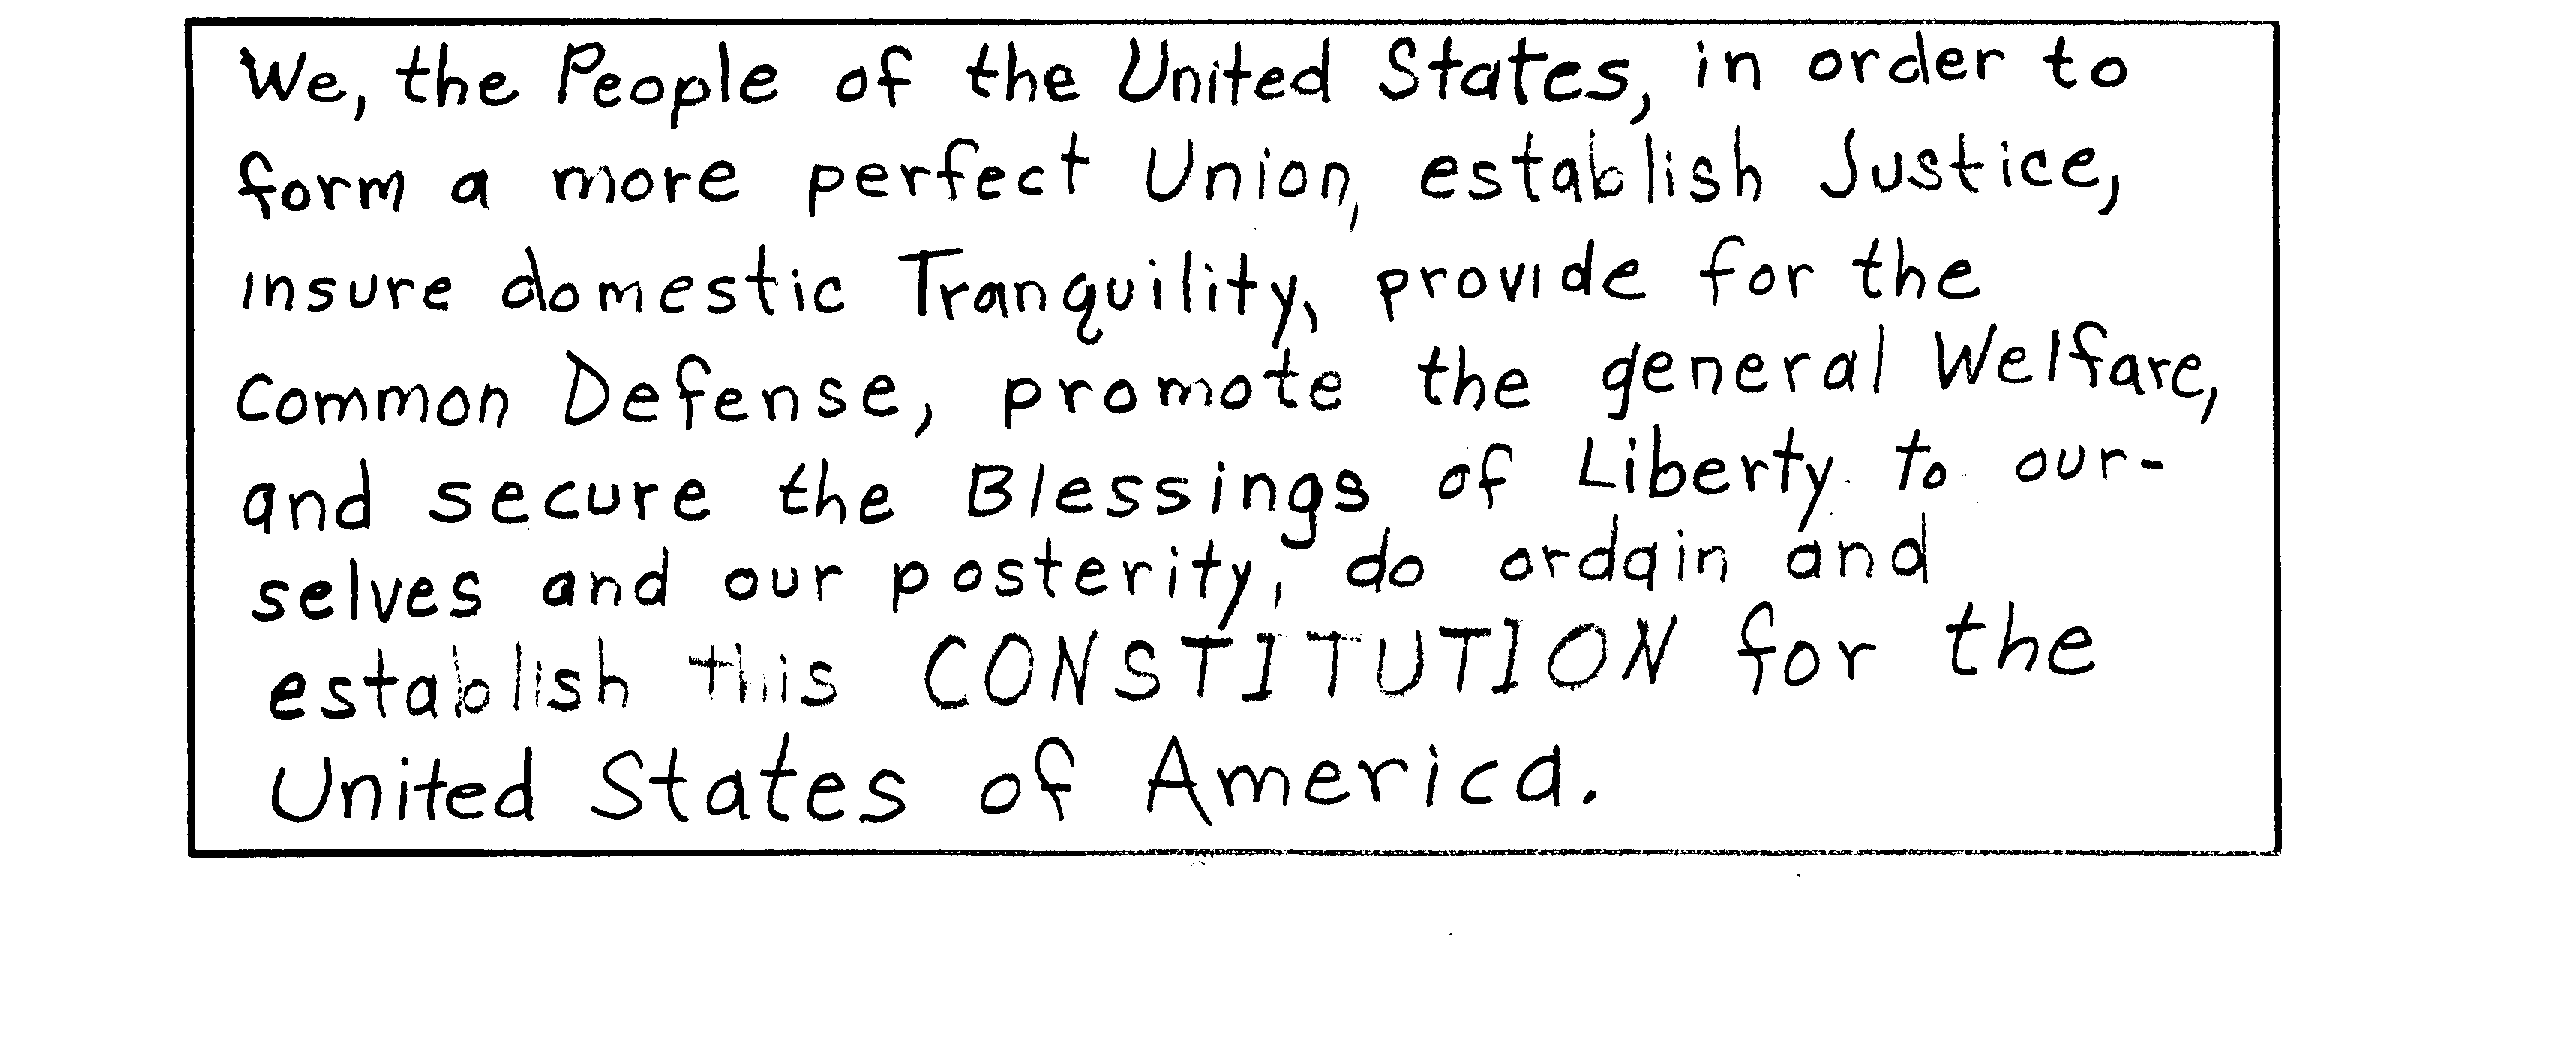 We, the People of the United States, in order to
form a more perfect Union, establish Justice,
insure domestic Tranquility, provide for the
Common Defense, promote the general Welfare,
and secure the Blessings of Liberty to our-
selves and our posterity, do ordain and
establish this CONSTITUTION for the
United States of America.